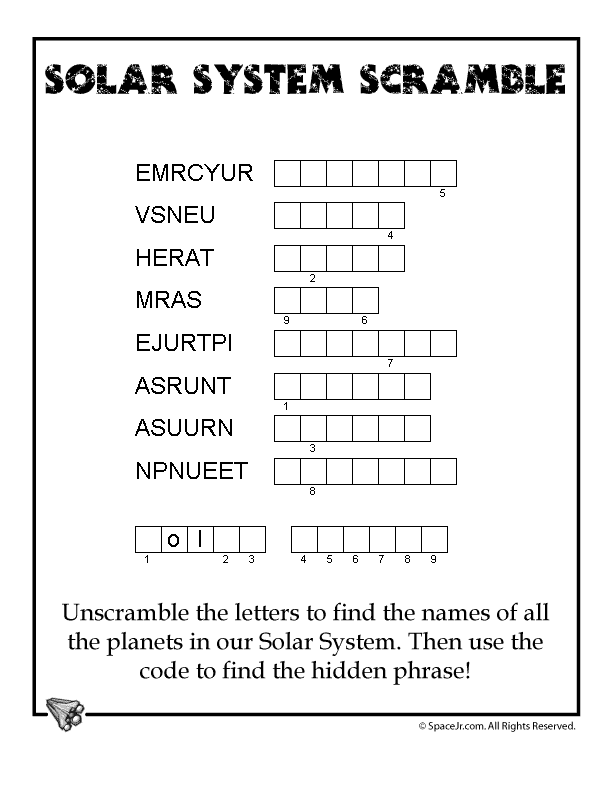 SOLAR SYSTEM SCRAMBLE
EMRCYUR
5
VSNEU
4
HERAT
2
MRAS
9 6
EJURTPI
7
ASRUNT
1
ASUURN
3
NPNUEET
8
o l
1 2 3 4 5 6 7 8 9
Unscramble the letters to find the names of all
the planets in our Solar System. Then use the
code to find the hidden phrase!
© SpaceJr.com. All Rights Reserved.